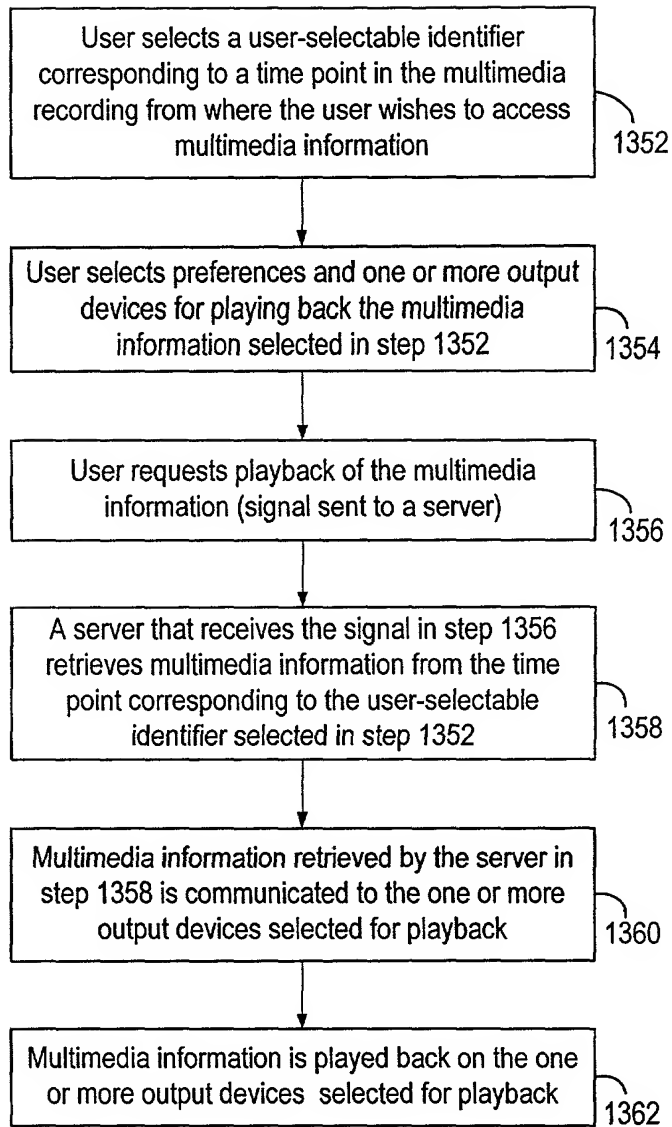 User selects a user-selectable identifier
corresponding to a time point in the multimedia
recording from where the user wishes to access
multimedia information
1352
User selects preferences and one or more output
devices for playing back the multimedia
information selected in step 1352
1354
User requests playback of the multimedia
information (signal sent to a server)
1356
A server that receives the signal in step 1356
retrieves multimedia information from the time
point corresponding to the user-selectable
identifier selected in step 1352
1358
Multimedia information retrieved by the server in
step 1358 is communicated to the one or more
output devices selected for playback
1360
Multimedia information is played back on the one
or more output devices selected for playback
1362